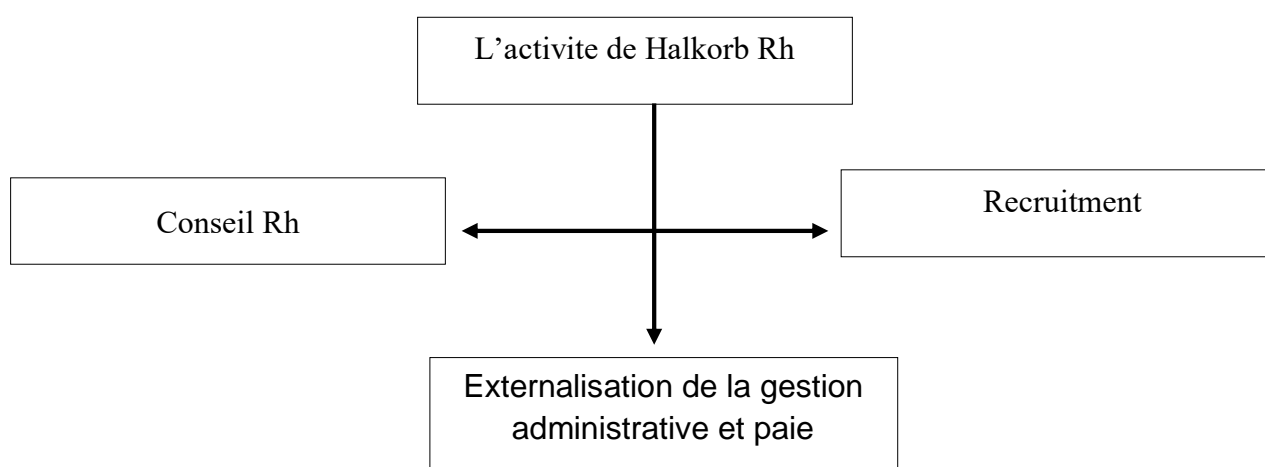 L’activite de Halkorb Rh
Conseil Rh
Recruitment
Externalisation de la gestion
administrative et paie